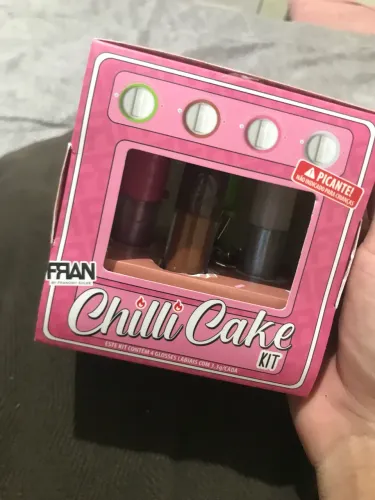 PICANTE!
NÃO INDICADO PARA CRIANÇAS
FRAN
Chilli Cake
KIT
ESTE KIT CONTÉM 4 GLOSSES LABIAIS COM 3.5g/CADA